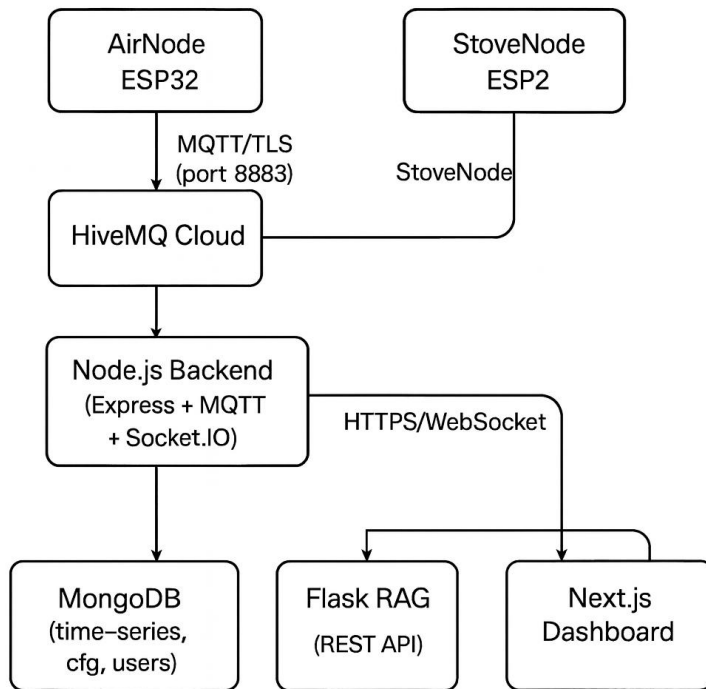 AirNode
ESP32
StoveNode
ESP2
MQTT/TLS
(port 8883)
StoveNode
HiveMQ Cloud
Node.js Backend
(Express + MQTT
+ Socket.IO)
HTTPS/WebSocket
MongoDB
(time-series,
cfg, users)
Flask RAG
(REST API)
Next.js
Dashboard